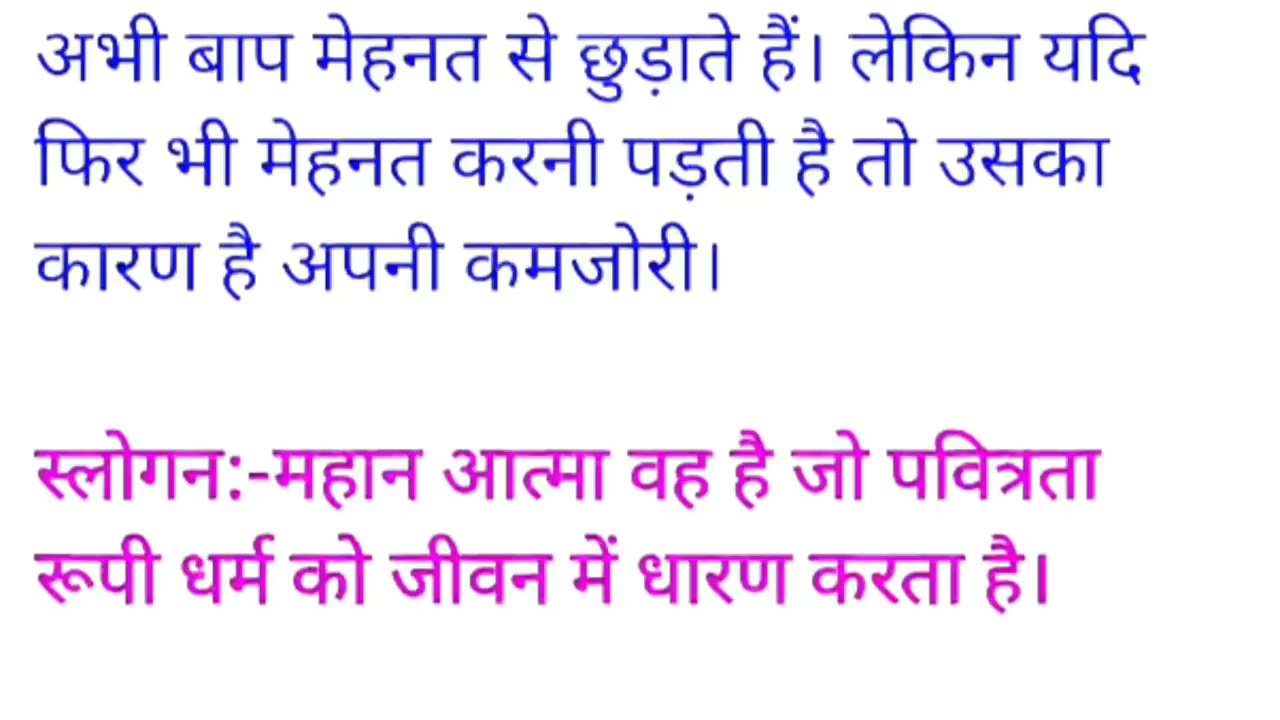 अभी बाप मेहनत से छुड़ाते हैं। लेकिन यदि
फिर भी मेहनत करनी पड़ती है तो उसका
कारण है अपनी कमजोरी।
स्लोगन:-महान आत्मा वह है जो पवित्रता
रूपी धर्म को जीवन में धारण करता है।